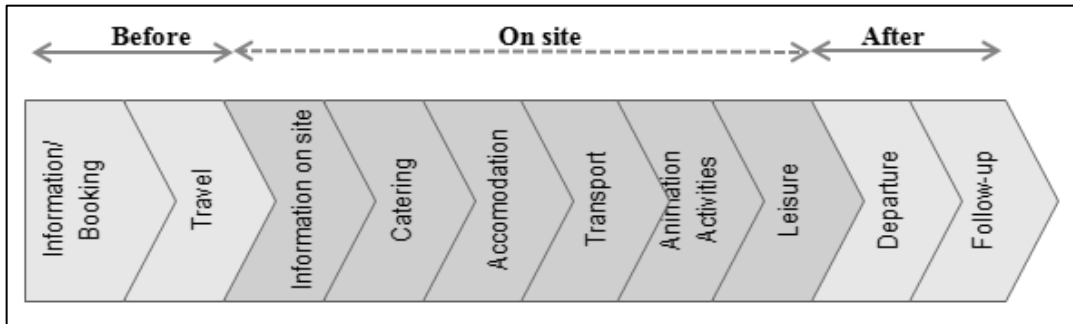 Before
On site
After
Information/
Booking
Travel
Information on site
Catering
Accomodation
Transport
Animation
Activities
Leisure
Departure
Follow-up